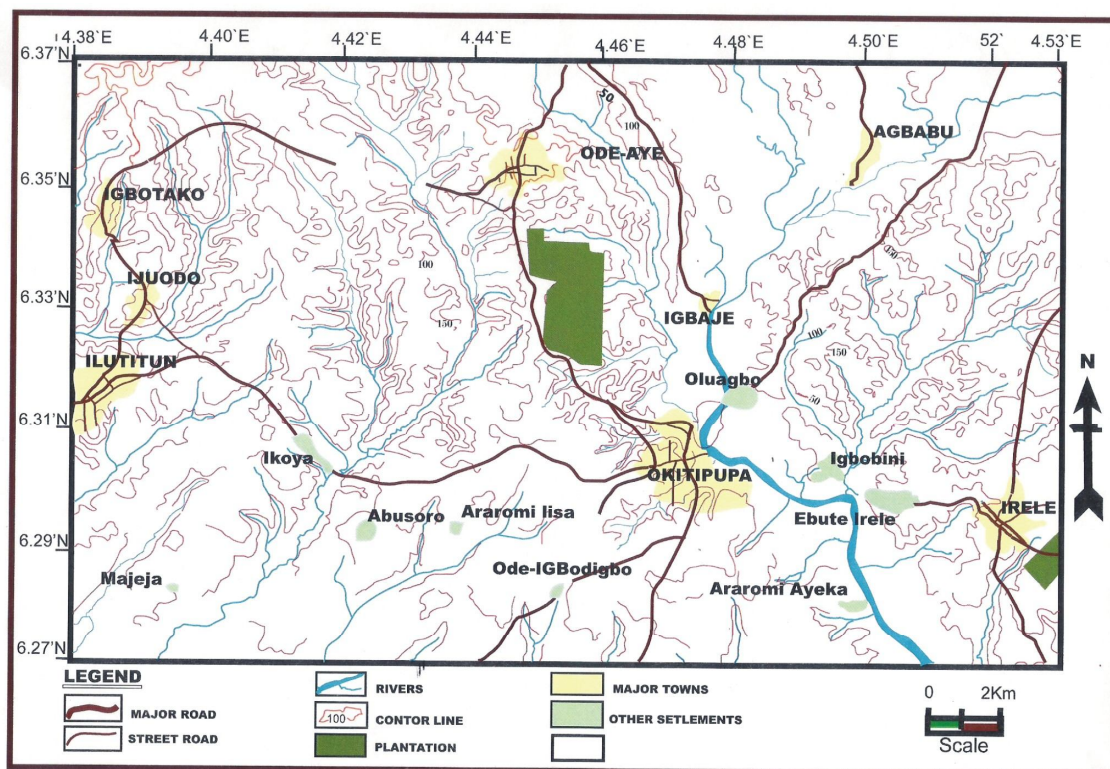 4.38'E 4.40'E 4.42'E 4.44'E 4.46'E 4.48'E 4.50'E 52' 4.53'E
6.37'N
50
100
AGBABU
ODE-AYE
6.35'N
IGBOTAKO
150
100
IJUODO
6.33'N
150
IGBAJE
100
150
ILUTITUN
Oluagbo
50
N
6.31'N
Ikoya
Igbobini
OKITIPUPA
Abusoro
Araromi lisa
Ebute Irele
IRELE
6.29'N
Majeja
Ode-IGBodigbo
Araromi Ayeka
6.27'N
LEGEND
MAJOR ROAD
STREET ROAD
RIVERS
100
CONTOR LINE
PLANTATION
MAJOR TOWNS
OTHER SETLEMENTS
0 2Km
Scale